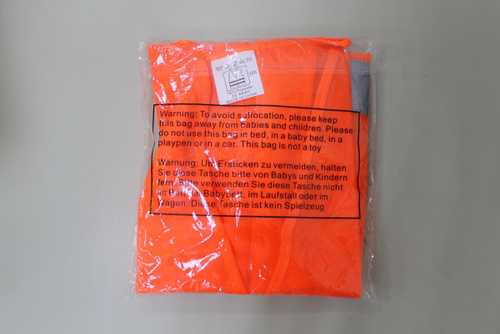 Warning: To avoid suffocation, please keep
this bag away from babies and children. Please
do not use this bag in bed, in a baby bed, in a
playpen or in a car. This bag is not a toy
Warnung: Um Ersticken zu vermeiden, halten
Sie diese Tasche bitte von Babys und Kindern
fern. Bitte verwenden Sie diese Tasche nicht
im Bett, im Babybett, im Laufstall oder im
Wagen. Diese Tasche ist kein Spielzeug